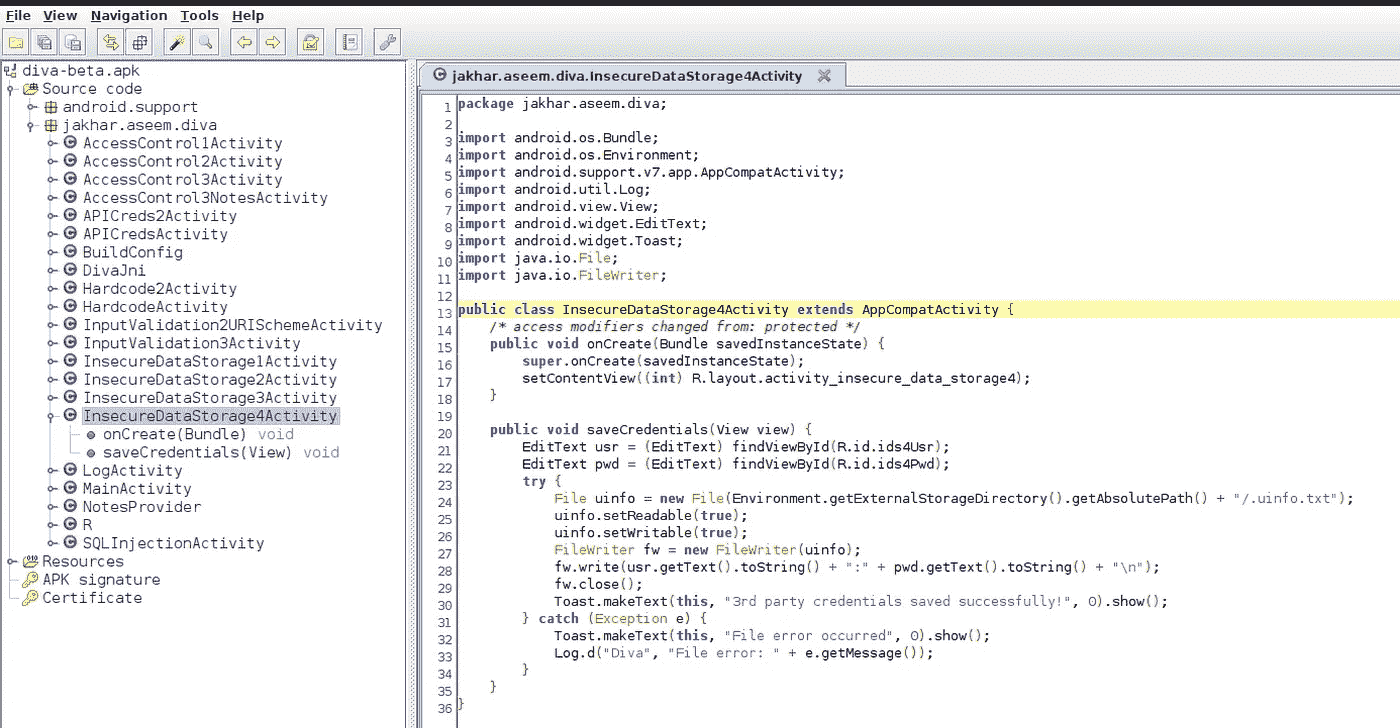 File View Navigation Tools Help
diva-beta.apk
Source code
android.support
jakhar.aseem.diva
AccessControl1Activity
AccessControl2Activity
AccessControl3Activity
AccessControl3NotesActivity
APICreds2Activity
APICredsActivity
BuildConfig
DivaJni
Hardcode2Activity
HardcodeActivity
InputValidation2URISchemeActivity
InputValidation3Activity
InsecureDataStorage1Activity
InsecureDataStorage2Activity
InsecureDataStorage3Activity
InsecureDataStorage4Activity
onCreate(Bundle) void
saveCredentials(View) void
LogActivity
MainActivity
NotesProvider
R
SQLInjectionActivity
Resources
APK signature
Certificate
jakhar.aseem.diva.InsecureDataStorage4Activity
1 package jakhar.aseem.diva;
2
3 import android.os.Bundle;
4 import android.os.Environment;
5 import android.support.v7.app.AppCompatActivity;
6 import android.util.Log;
7 import android.view.View;
8 import android.widget.EditText;
9 import android.widget.Toast;
10 import java.io.File;
11 import java.io.FileWriter;
12
13 public class InsecureDataStorage4Activity extends AppCompatActivity {
14 /* access modifiers changed from: protected */
15 public void onCreate(Bundle savedInstanceState) {
16 super.onCreate(savedInstanceState);
17 setContentView((int) R.layout.activity_insecure_data_storage4);
18 }
19
20 public void saveCredentials(View view) {
21 EditText usr = (EditText) findViewById(R.id.ids4Usr);
22 EditText pwd = (EditText) findViewById(R.id.ids4Pwd);
23 try {
24 File uinfo = new File(Environment.getExternalStorageDirectory().getAbsolutePath() + "/.uinfo.txt");
25 uinfo.setReadable(true);
26 uinfo.setWritable(true);
27 FileWriter fw = new FileWriter(uinfo);
28 fw.write(usr.getText().toString() + ":" + pwd.getText().toString() + "\n");
29 fw.close();
30 Toast.makeText(this, "3rd party credentials saved successfully!", 0).show();
31 } catch (Exception e) {
32 Toast.makeText(this, "File error occurred", 0).show();
33 Log.d("Diva", "File error: " + e.getMessage());
34 }
35 }
36 }